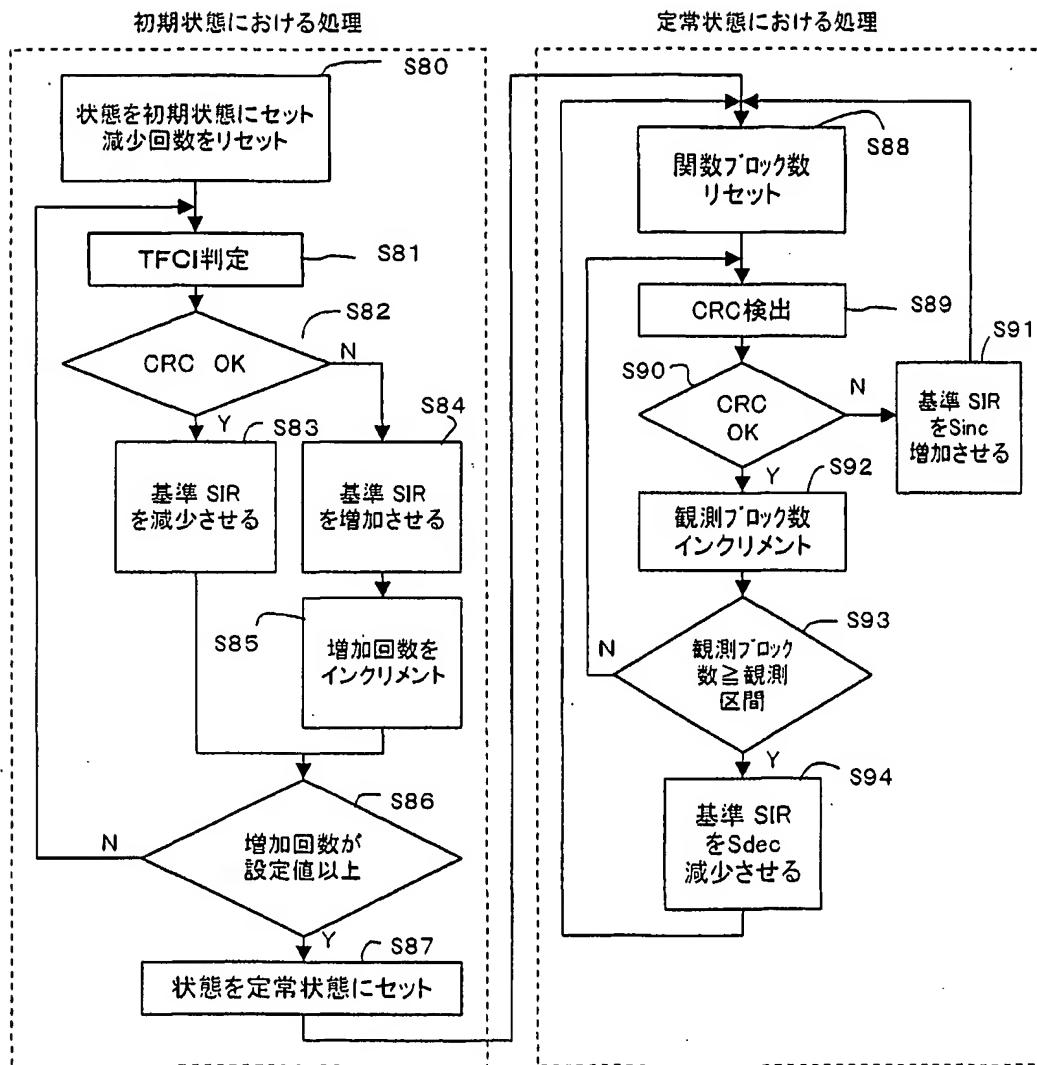 初期状態における処理
S80
状態を初期状態にセット
減少回数をリセット
TFCI判定
S81
S82
CRC OK
N
Y
S83
基準 SIR
を減少させる
S84
基準 SIR
を増加させる
S85
増加回数を
インクリメント
S86
N
増加回数が
設定値以上
Y
S87
状態を定常状態にセット
定常状態における処理
S88
関数ブロック数
リセット
CRC検出
S89
S90
CRC
OK
N
Y
S91
基準 SIR
をSinc
増加させる
S92
観測ブロック数
インクリメント
S93
N
観測ブロック
数≧観測
区間
Y
S94
基準 SIR
をSdec
減少させる